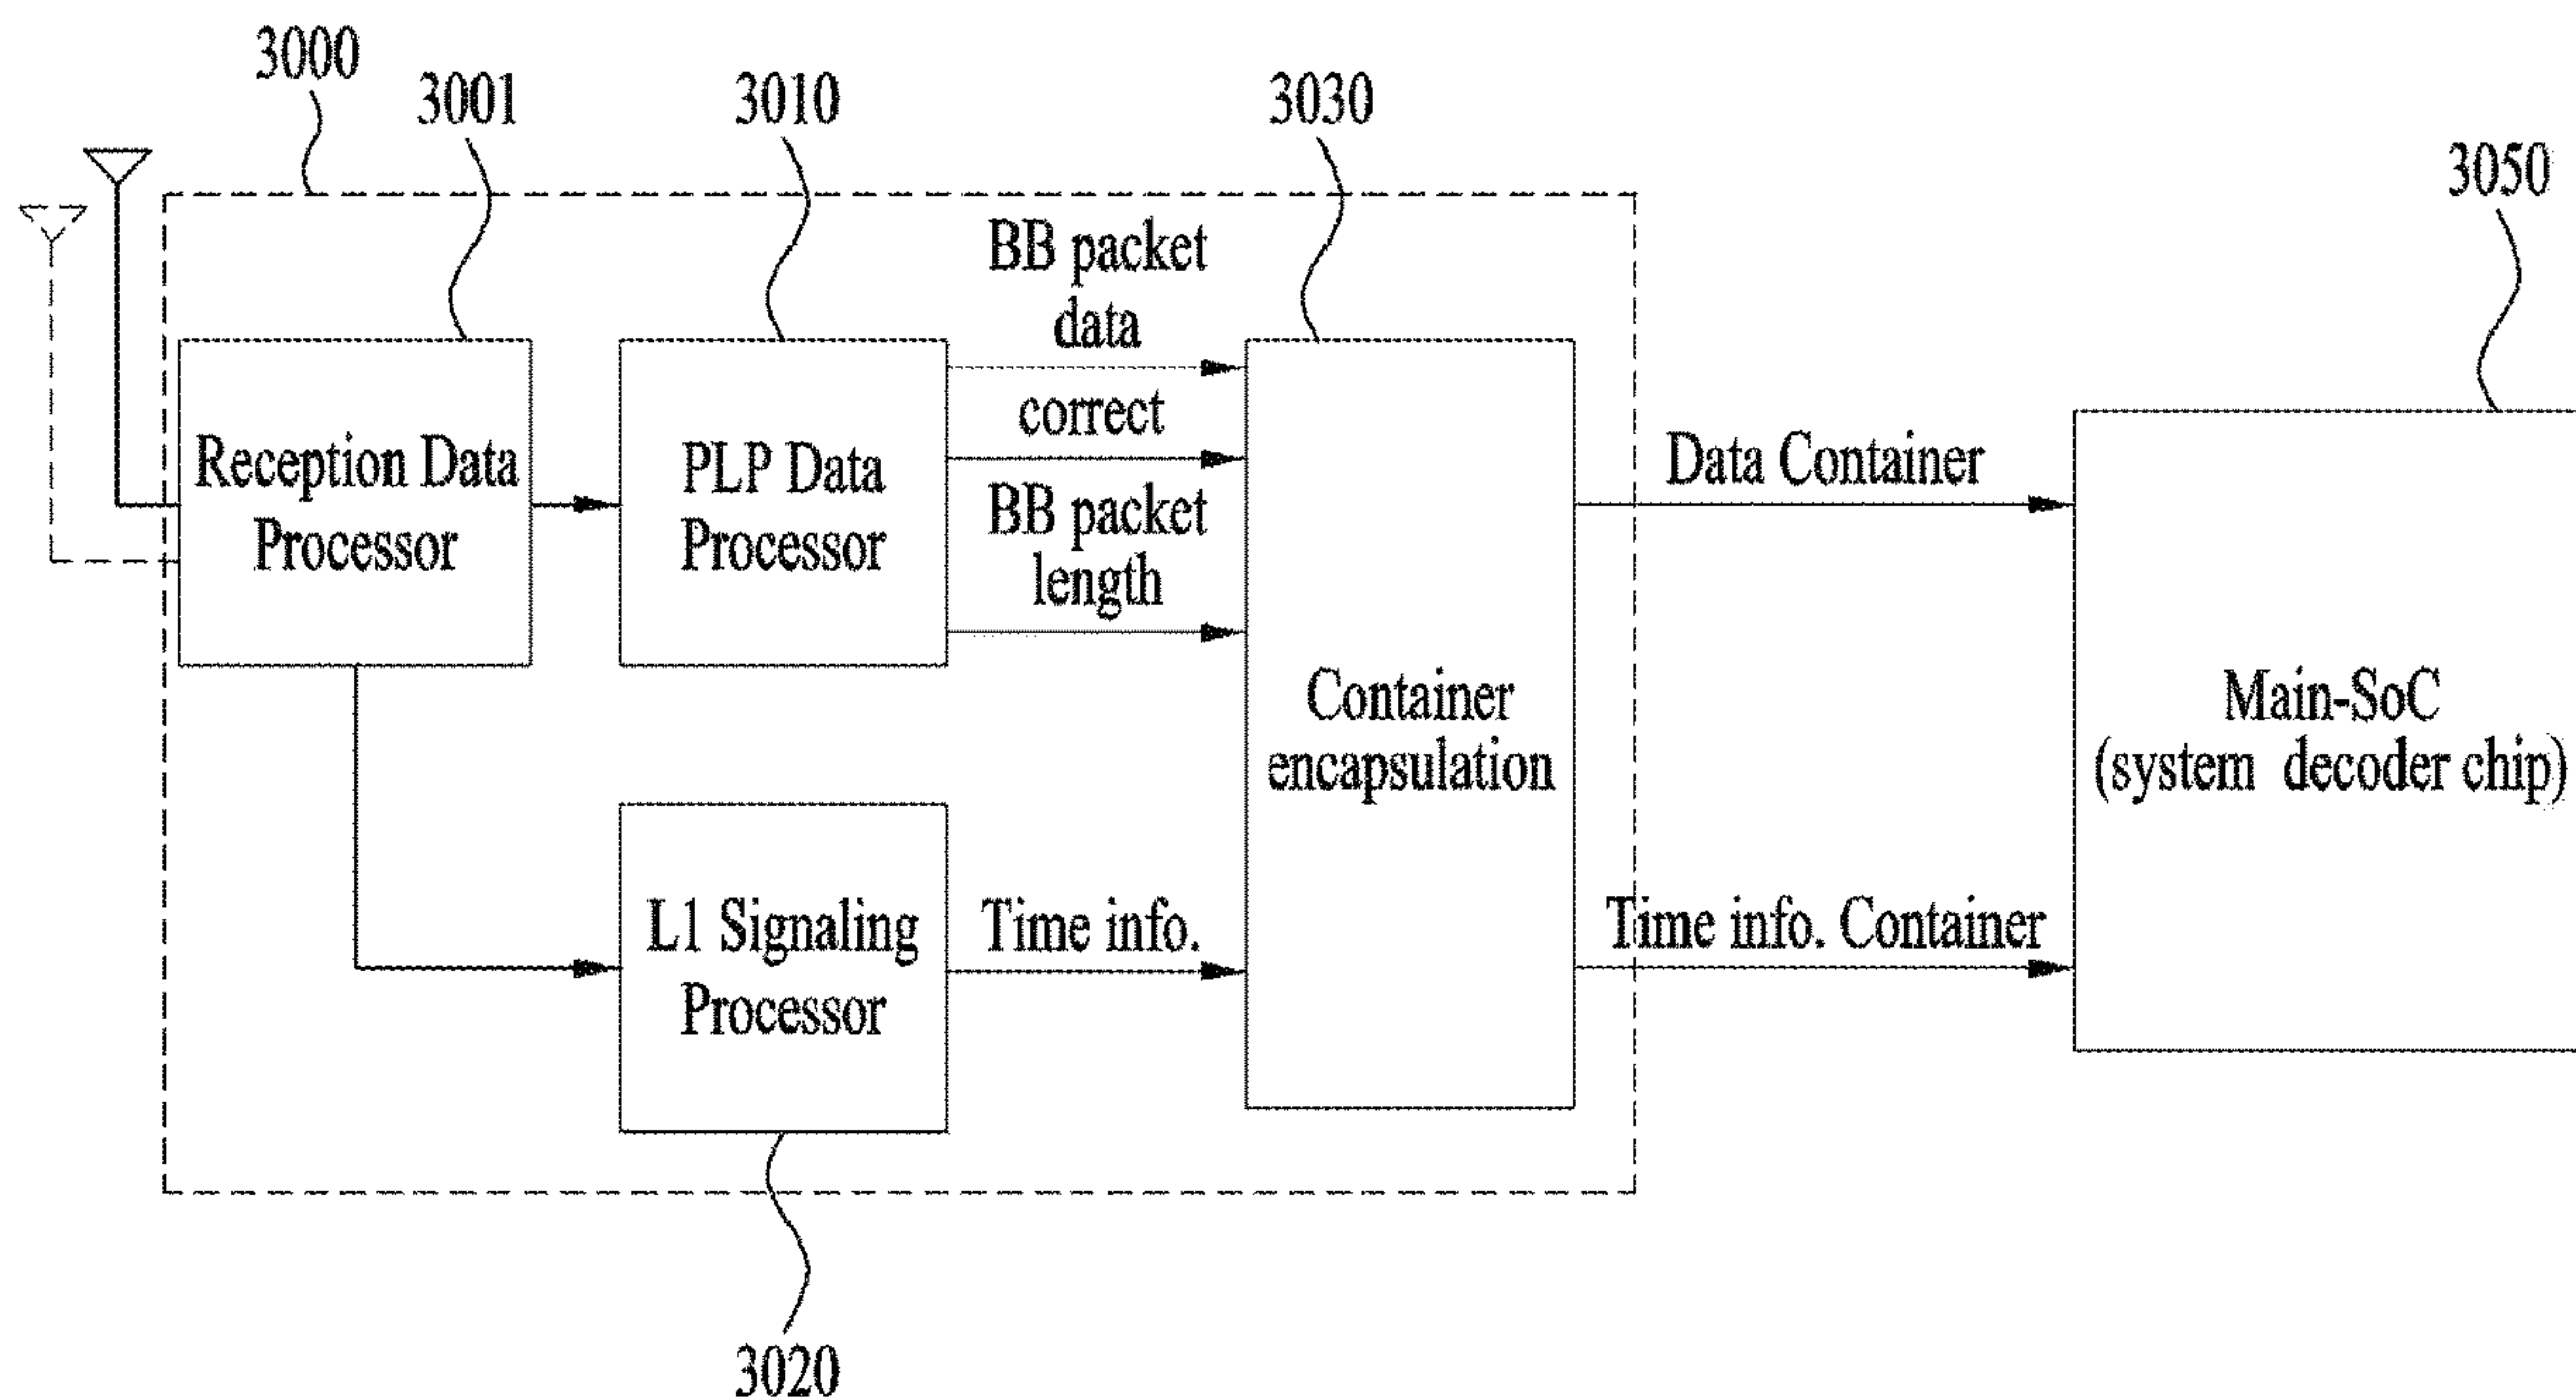 3000
3001
3010
3030
3050
BB packet
data
correct
BB packet
length
Reception Data
Processor
PLP Data
Processor
Data Container
Container
encapsulation
Main-SoC
(system decoder chip)
L1 Signaling
Processor
Time info.
Time info. Container
3020